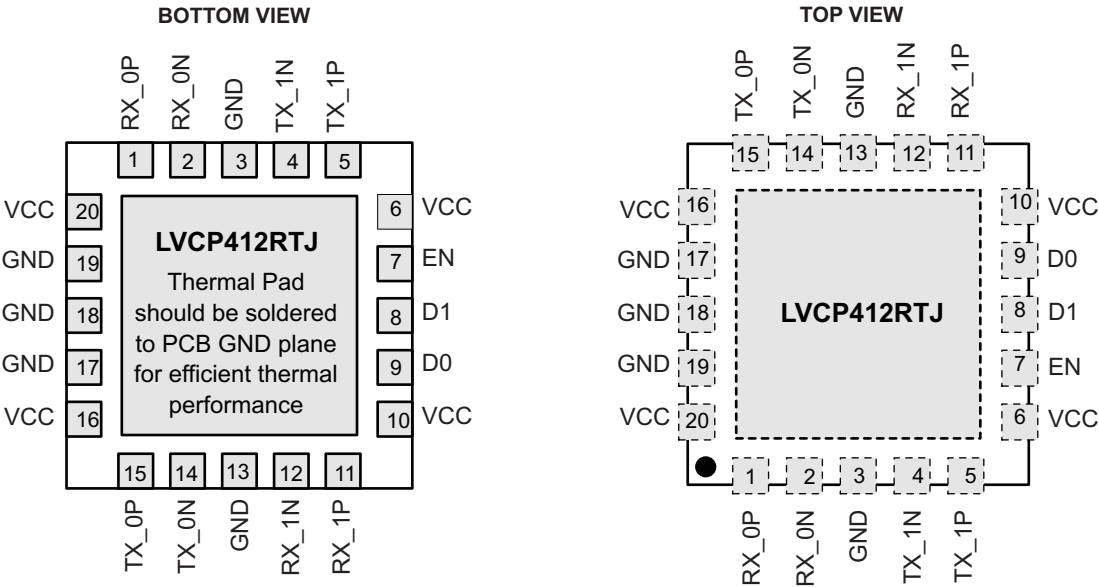 BOTTOM VIEW
RX_0P
RX_0N
GND
TX_1N
TX_1P
1 2 3 4 5
VCC 20
GND 19
GND 18
GND 17
VCC 16
LVCP412RTJ
Thermal Pad
should be soldered
to PCB GND plane
for efficient thermal
performance
6 VCC
7 EN
8 D1
9 D0
10 VCC
15 14 13 12 11
TX_0P
TX_0N
GND
RX_1N
RX_1P
TOP VIEW
TX_0P
TX_0N
GND
RX_1N
RX_1P
15 14 13 12 11
VCC 16
GND 17
GND 18
GND 19
VCC 20
LVCP412RTJ
10 VCC
9 D0
8 D1
7 EN
6 VCC
1 2 3 4 5
RX_0P
RX_0N
GND
TX_1N
TX_1P